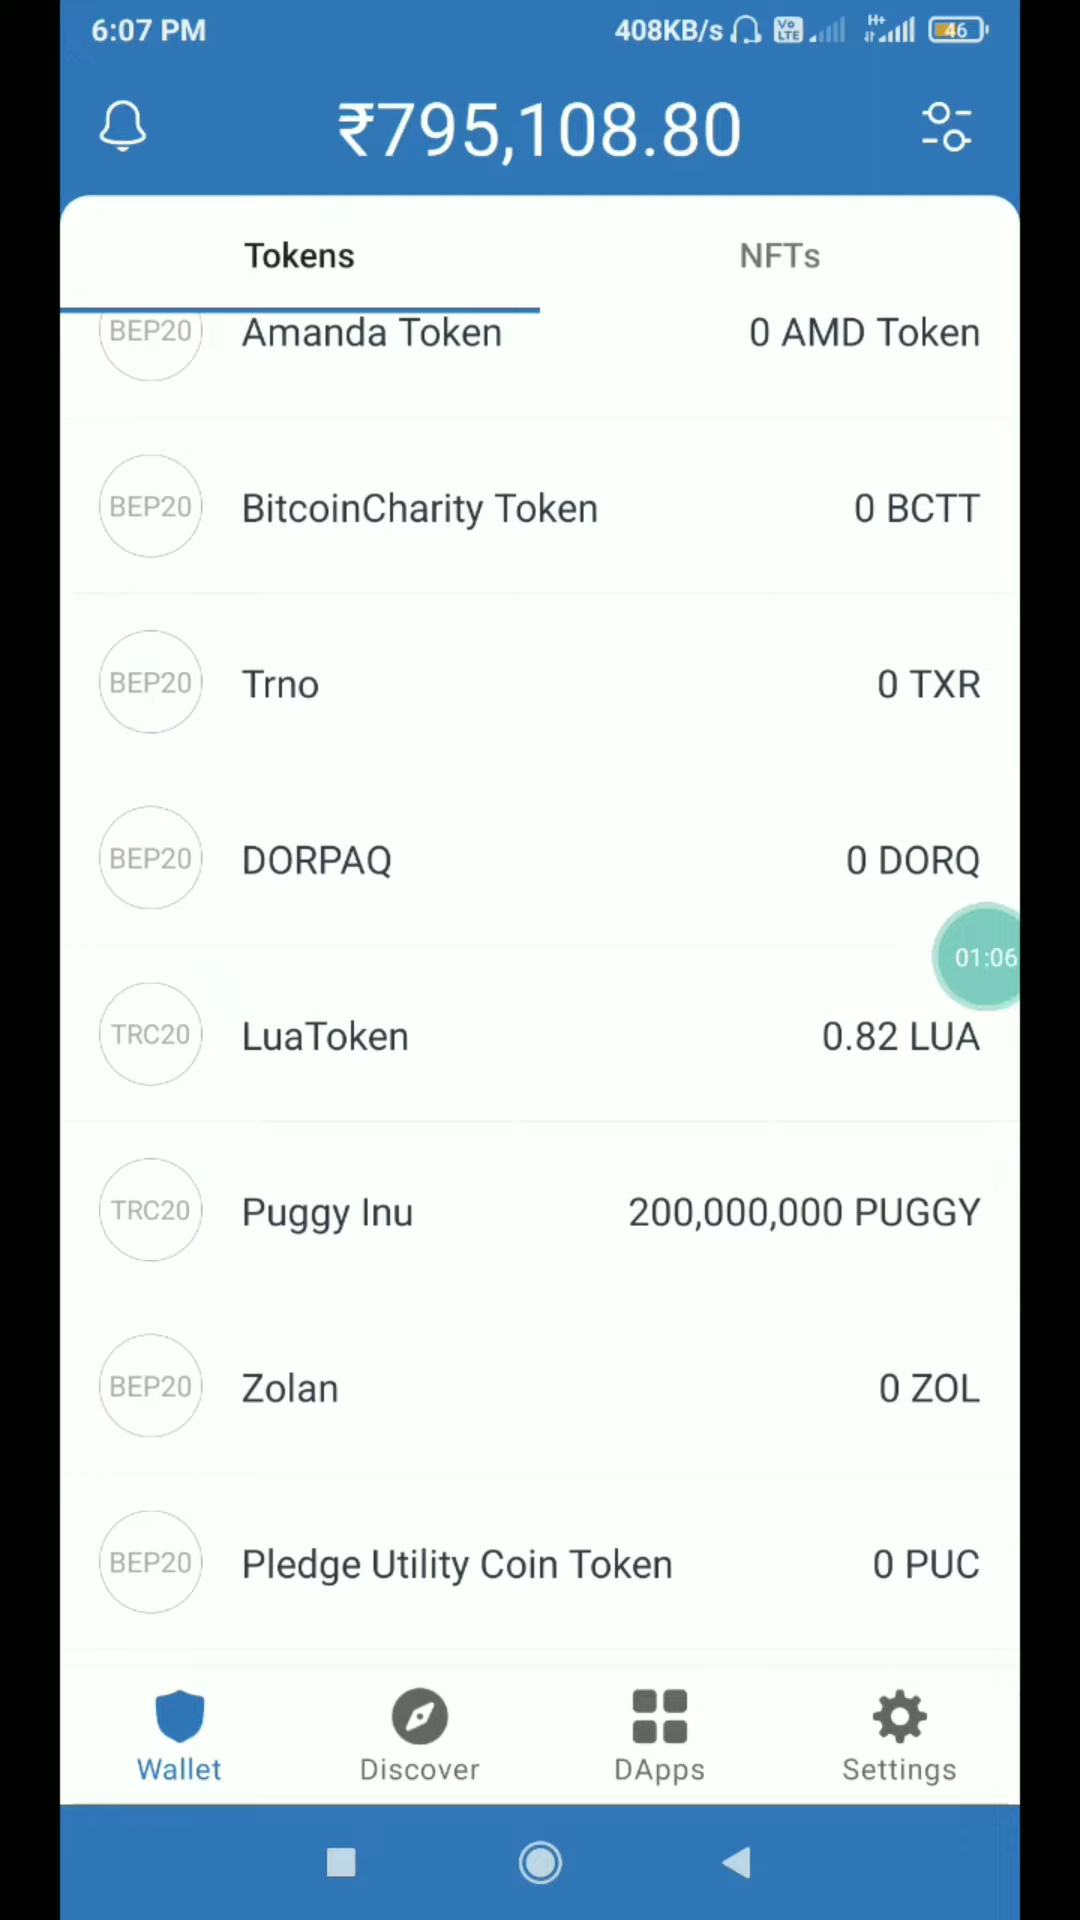 6:07 PM 408KB/s Vo LTE H+ 46
₹795,108.80
Tokens NFTs
BEP20 Amanda Token 0 AMD Token
BEP20 BitcoinCharity Token 0 BCTT
BEP20 Trno 0 TXR
BEP20 DORPAQ 0 DORQ
01:06
TRC20 LuaToken 0.82 LUA
TRC20 Puggy Inu 200,000,000 PUGGY
BEP20 Zolan 0 ZOL
BEP20 Pledge Utility Coin Token 0 PUC
Wallet Discover DApps Settings